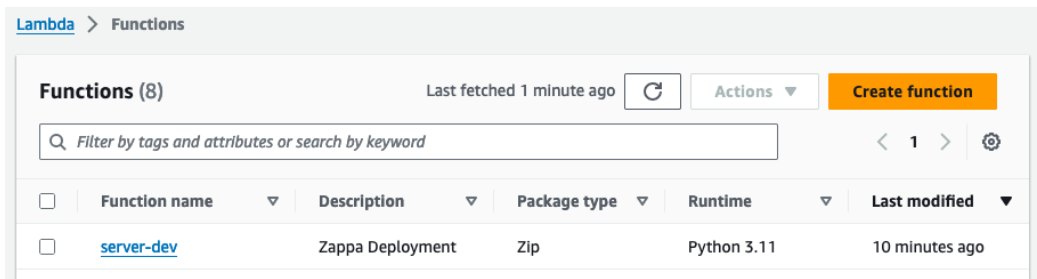 Lambda > Functions
Functions (8) Last fetched 1 minute ago Actions Create function
Filter by tags and attributes or search by keyword < 1 >
Function name Description Package type Runtime Last modified
server-dev Zappa Deployment Zip Python 3.11 10 minutes ago